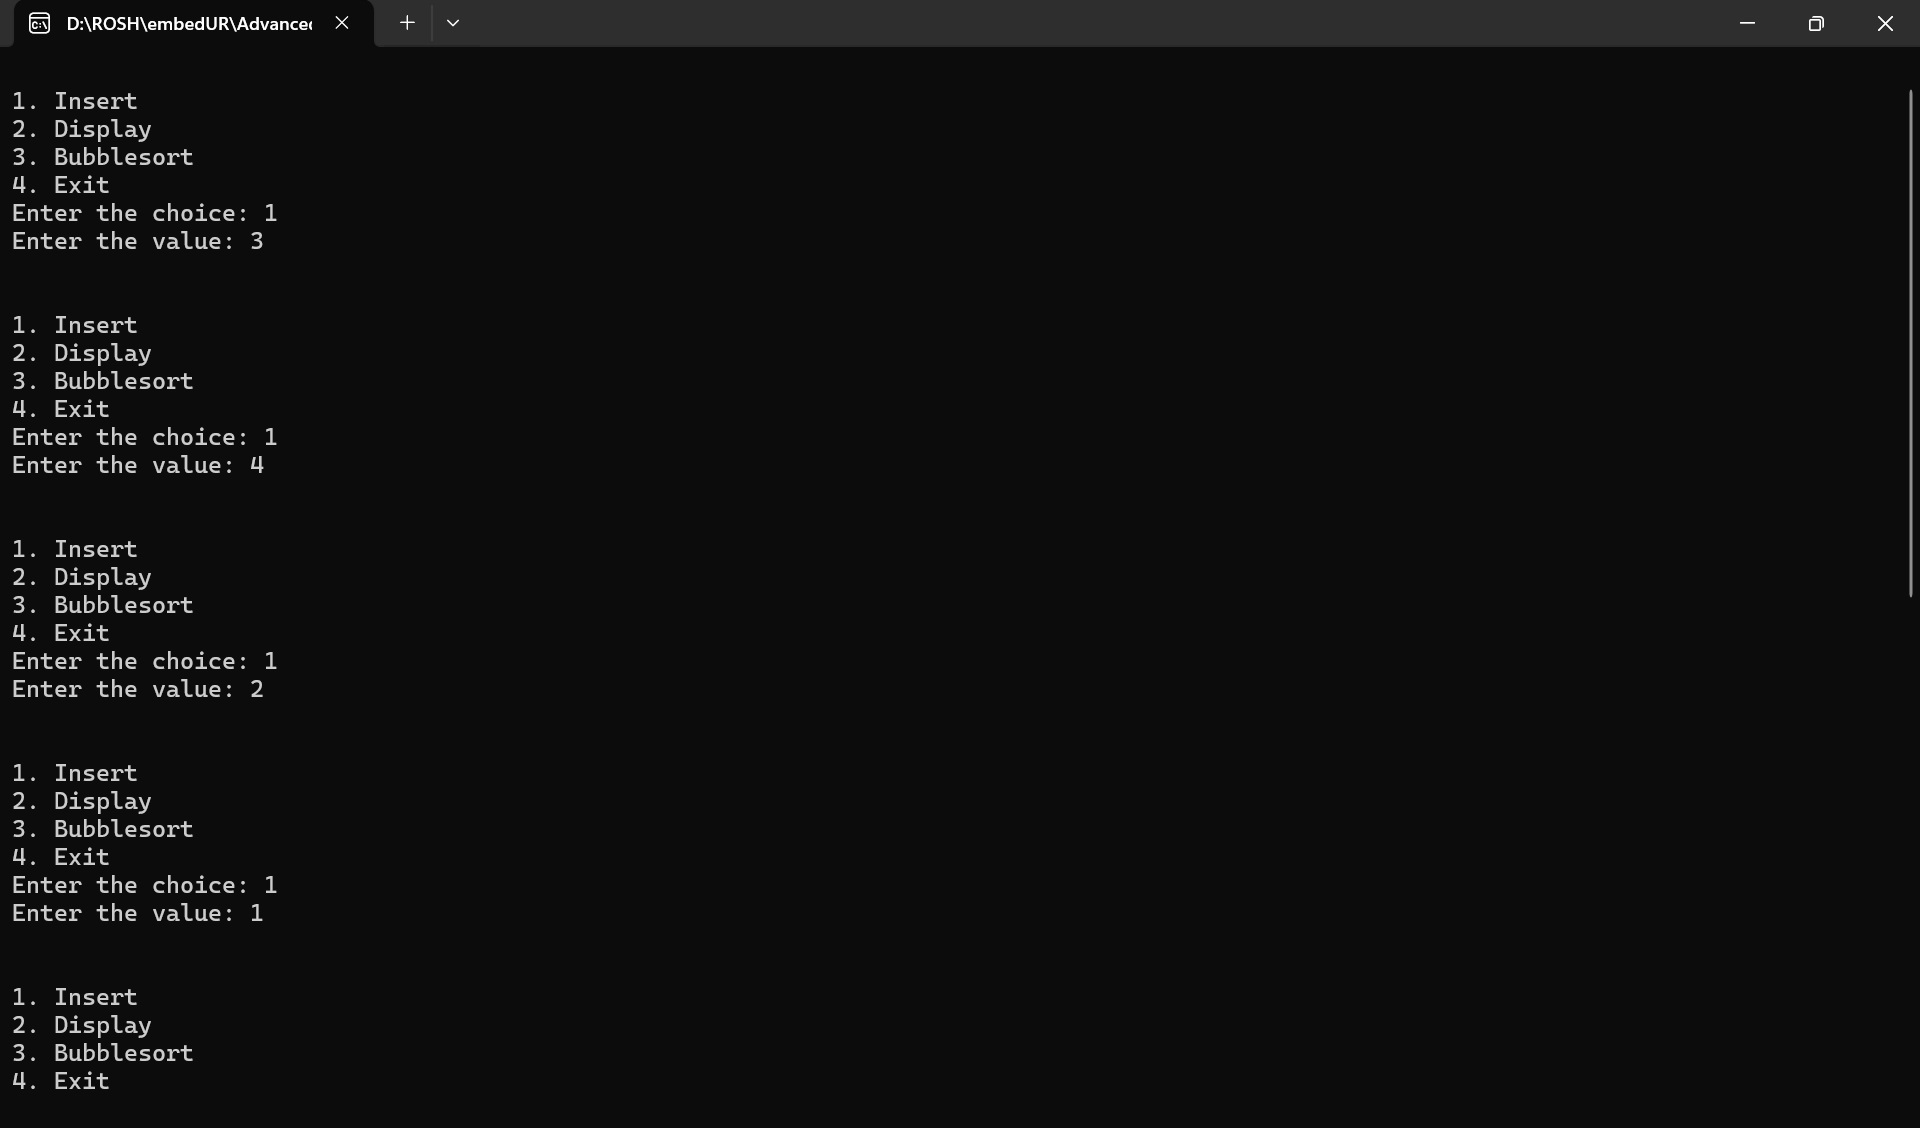 D:\ROSH\embedUR\Advanced
1. Insert
2. Display
3. Bubblesort
4. Exit
Enter the choice: 1
Enter the value: 3
1. Insert
2. Display
3. Bubblesort
4. Exit
Enter the choice: 1
Enter the value: 4
1. Insert
2. Display
3. Bubblesort
4. Exit
Enter the choice: 1
Enter the value: 2
1. Insert
2. Display
3. Bubblesort
4. Exit
Enter the choice: 1
Enter the value: 1
1. Insert
2. Display
3. Bubblesort
4. Exit